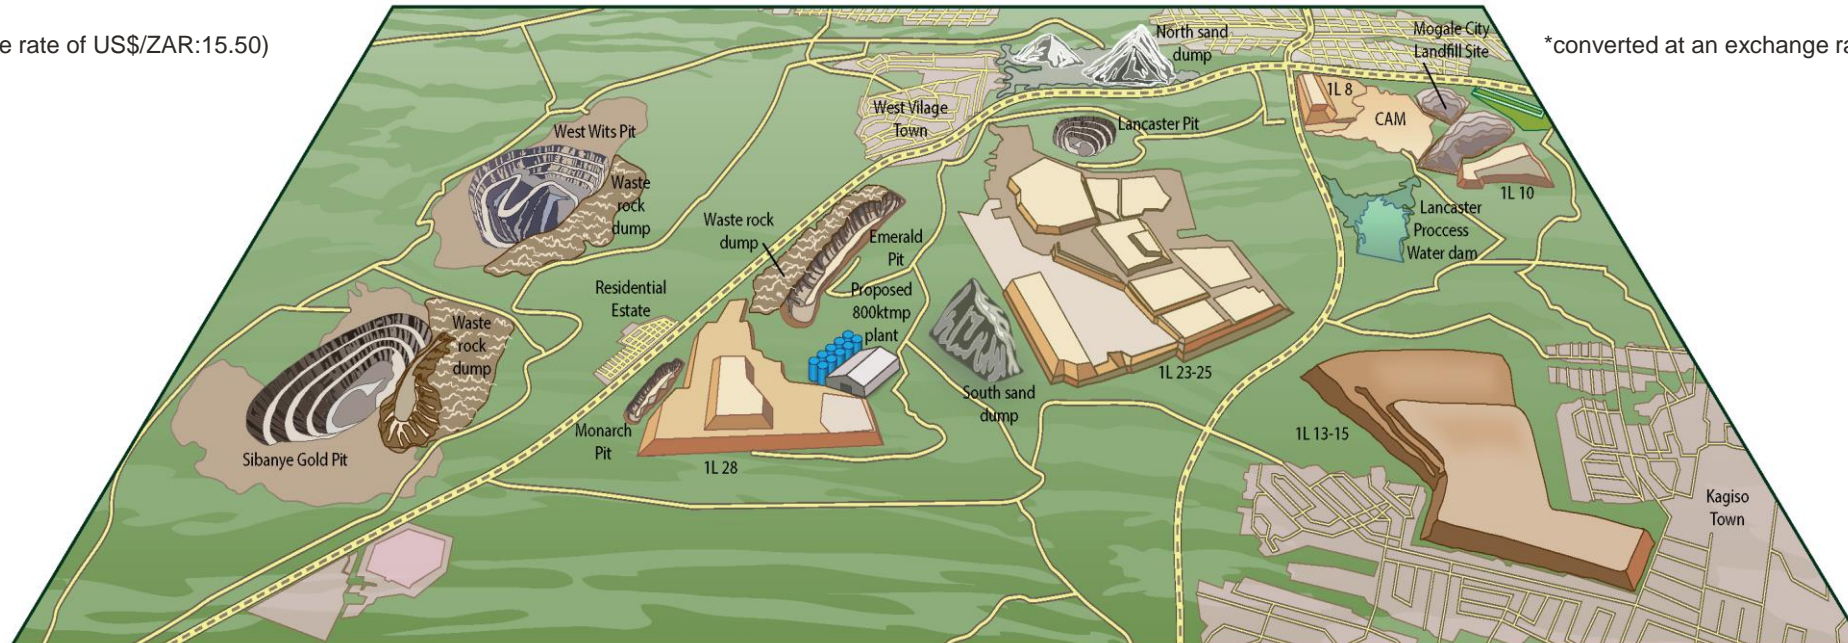 e rate of US$/ZAR:15.50)
*converted at an exchange ra
North sand
dump
Mogale City
Landfill Site
1L 8
CAM
1L 10
West Vilage
Town
Lancaster Pit
West Wits Pit
Waste
rock
dump
Waste rock
dump
Emerald
Pit
Lancaster
Proccess
Water dam
Residential
Estate
Proposed
800ktmp
plant
Waste
rock
dump
South sand
dump
1L 23-25
Monarch
Pit
1L 28
Sibanye Gold Pit
1L 13-15
Kagiso
Town